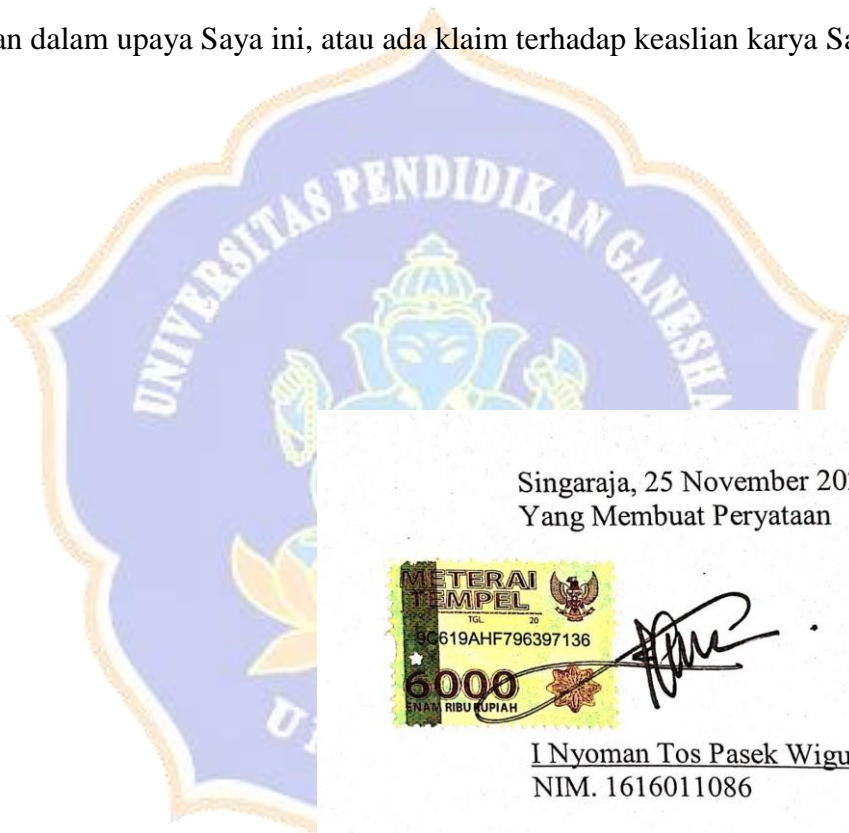 an dalam upaya Saya ini, atau ada klaim terhadap keaslian karya Sa
UNIVERSITAS PENDIDIKAN GANESHA
Singaraja, 25 November 20
Yang Membuat Peryataan
METERAI
TEMPEL
TGL. 20
9C619AHF796397136
6000
ENAM RIBU RUPIAH
I Nyoman Tos Pasek Wigu
NIM. 1616011086